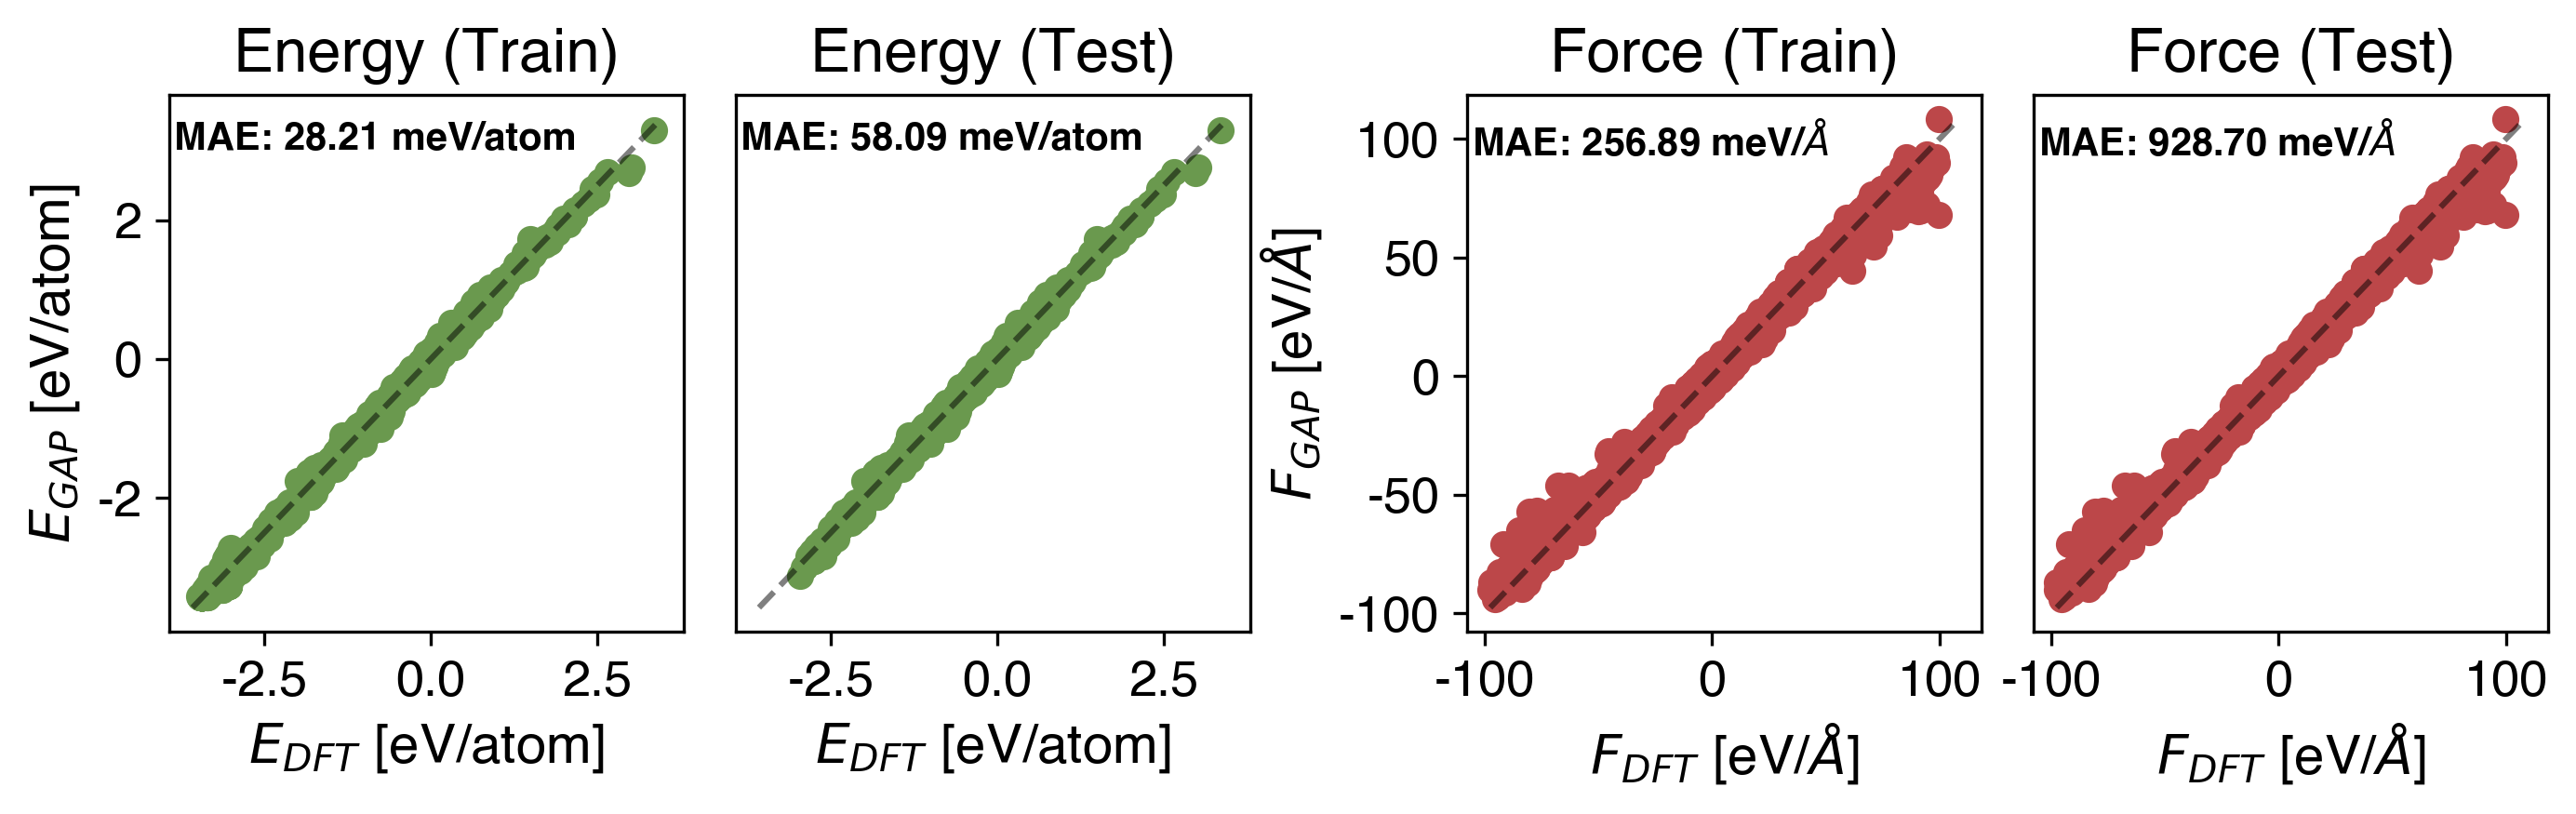 Energy (Train)
MAE: 28.21 meV/atom
E_GAP [eV/atom]
2
0
-2
-2.5 0.0 2.5
E_DFT [eV/atom]
Energy (Test)
MAE: 58.09 meV/atom
-2.5 0.0 2.5
E_DFT [eV/atom]
Force (Train)
MAE: 256.89 meV/Å
F_GAP [eV/Å]
100
50
0
-50
-100
-100 0 100
F_DFT [eV/Å]
Force (Test)
MAE: 928.70 meV/Å
-100 0 100
F_DFT [eV/Å]